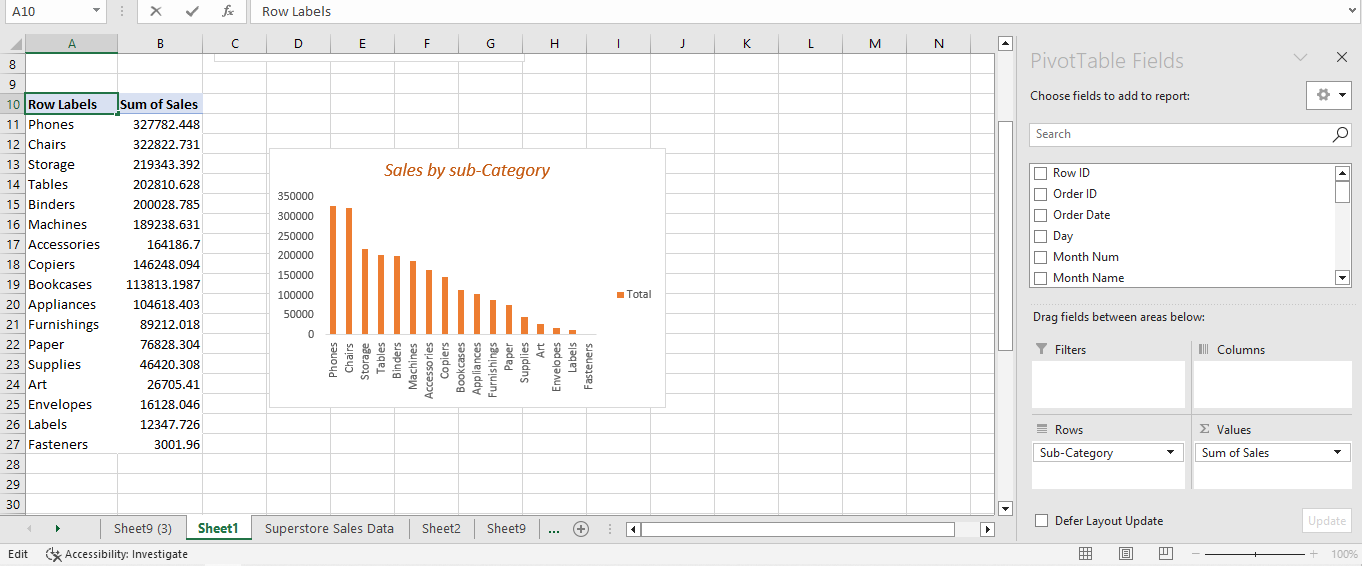 A10 fx Row Labels
A B C D E F G H I J K L M N
8
9
10 Row Labels Sum of Sales
11 Phones 327782.448
12 Chairs 322822.731
13 Storage 219343.392
14 Tables 202810.628
15 Binders 200028.785
16 Machines 189238.631
17 Accessories 164186.7
18 Copiers 146248.094
19 Bookcases 113813.1987
20 Appliances 104618.403
21 Furnishings 89212.018
22 Paper 76828.304
23 Supplies 46420.308
24 Art 26705.41
25 Envelopes 16128.046
26 Labels 12347.726
27 Fasteners 3001.96
28
29
30
Sales by sub-Category
350000
300000
250000
200000
150000
100000
50000
0
Phones
Chairs
Storage
Tables
Binders
Machines
Accessories
Copiers
Bookcases
Appliances
Furnishings
Paper
Supplies
Art
Envelopes
Labels
Fasteners
Total
PivotTable Fields
Choose fields to add to report:
Search
Row ID
Order ID
Order Date
Day
Month Num
Month Name
Drag fields between areas below:
Filters Columns
Rows Σ Values
Sub-Category Sum of Sales
Defer Layout Update Update
Sheet9 (3) Sheet1 Superstore Sales Data Sheet2 Sheet9 ...
Edit Accessibility: Investigate 100%